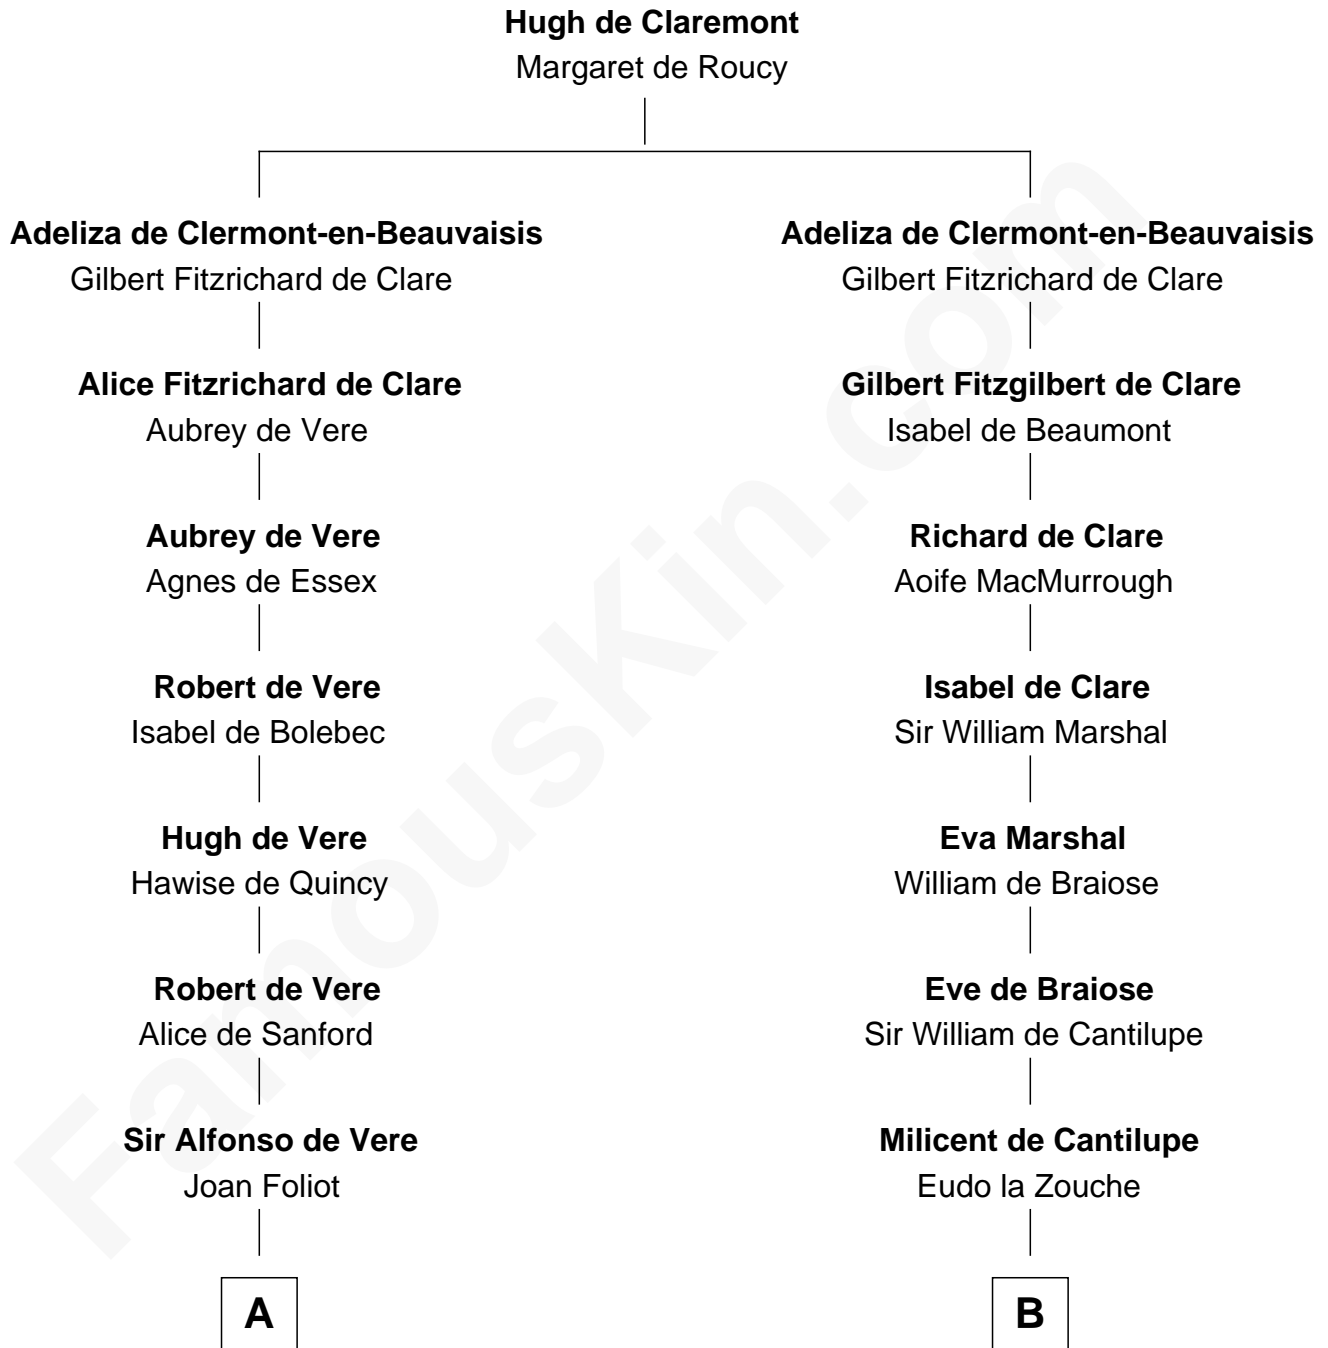 Hugh de Claremont
Margaret de Roucy
Adeliza de Clermont-en-Beauvaisis
Gilbert Fitzrichard de Clare
Alice Fitzrichard de Clare
Aubrey de Vere
Aubrey de Vere
Agnes de Essex
Robert de Vere
Isabel de Bolebec
Hugh de Vere
Hawise de Quincy
Robert de Vere
Alice de Sanford
Sir Alfonso de Vere
Joan Foliot
A
Adeliza de Clermont-en-Beauvaisis
Gilbert Fitzrichard de Clare
Gilbert Fitzgilbert de Clare
Isabel de Beaumont
Richard de Clare
Aoife MacMurrough
Isabel de Clare
Sir William Marshal
Eva Marshal
William de Braiose
Eve de Braiose
Sir William de Cantilupe
Milicent de Cantilupe
Eudo la Zouche
B
FamousKin.com